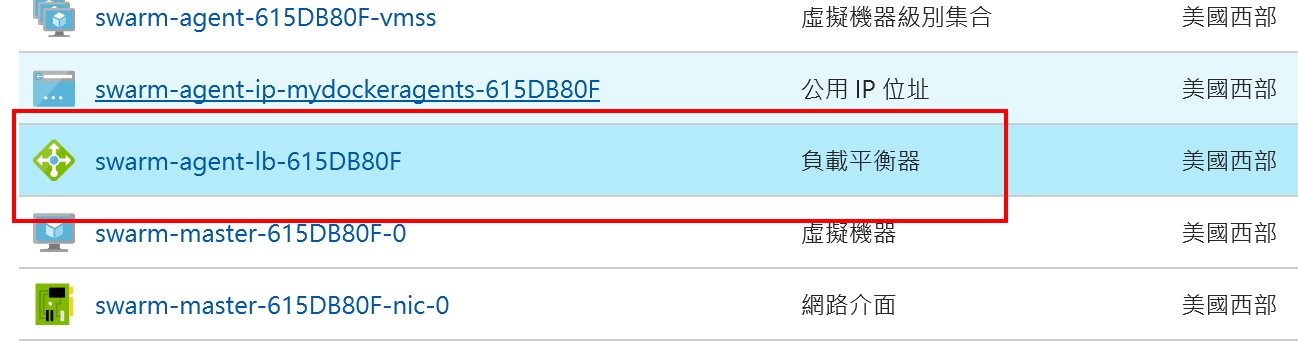 swarm-agent-615DB80F-vmss 虛擬機器級別集合 美國西部
swarm-agent-ip-mydockeragents-615DB80F 公用 IP 位址 美國西部
swarm-agent-lb-615DB80F 負載平衡器 美國西部
swarm-master-615DB80F-0 虛擬機器 美國西部
swarm-master-615DB80F-nic-0 網路介面 美國西部